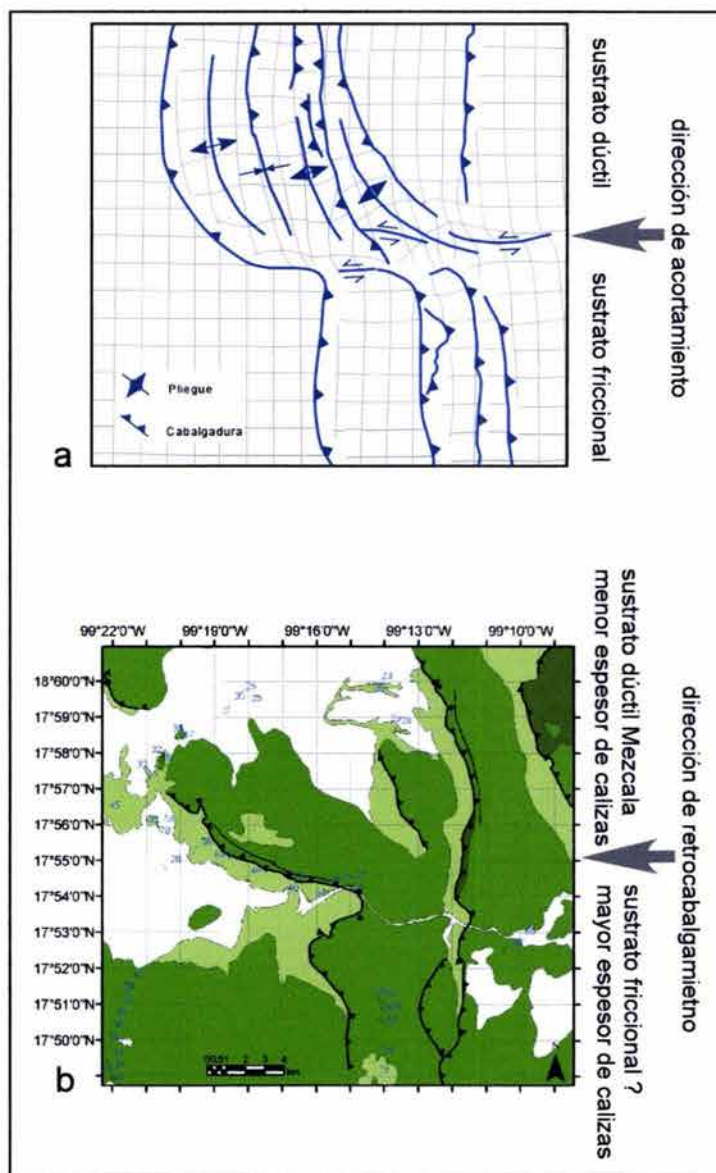 dirección de acortamiento
sustrato dúctil
sustrato friccional
Pliegue
Cabalgadura
a
dirección de retrocabalgamietno
sustrato dúctil Mezcala
menor espesor de calizas
sustrato friccional ?
mayor espesor de calizas
99°22'0"W 99°19'0"W 99°16'0"W 99°13'0"W 99°10'0"W
18°60'0"N
17°59'0"N
17°58'0"N
17°57'0"N
17°56'0"N
17°55'0"N
17°54'0"N
17°53'0"N
17°52'0"N
17°51'0"N
17°50'0"N
b